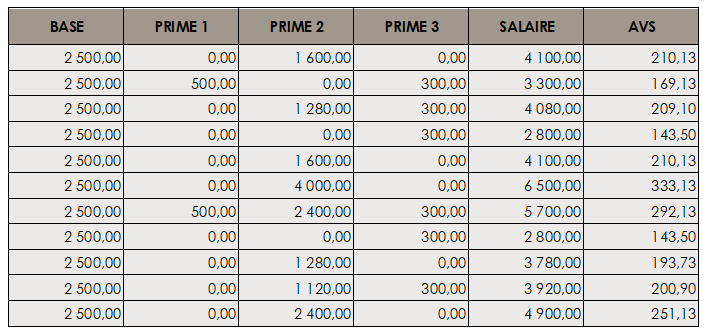 BASE PRIME 1 PRIME 2 PRIME 3 SALAIRE AVS
2 500,00 0,00 1 600,00 0,00 4 100,00 210,13
2 500,00 500,00 0,00 300,00 3 300,00 169,13
2 500,00 0,00 1 280,00 300,00 4 080,00 209,10
2 500,00 0,00 0,00 300,00 2 800,00 143,50
2 500,00 0,00 1 600,00 0,00 4 100,00 210,13
2 500,00 0,00 4 000,00 0,00 6 500,00 333,13
2 500,00 500,00 2 400,00 300,00 5 700,00 292,13
2 500,00 0,00 0,00 300,00 2 800,00 143,50
2 500,00 0,00 1 280,00 0,00 3 780,00 193,73
2 500,00 0,00 1 120,00 300,00 3 920,00 200,90
2 500,00 0,00 2 400,00 0,00 4 900,00 251,13